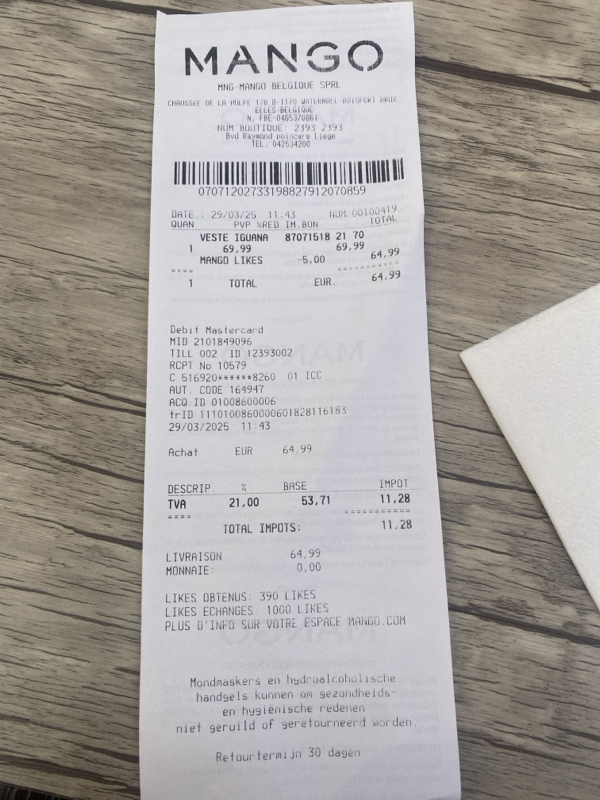 MANGO
MNG-MANGO BELGIQUE SPRL
CHAUSSEE DE LA HULPE 176 B-1170 WATERMAEL-BOISFORT BRUX
ELLES-BELGIQUE
N. FBE-0465370861
NUM BOUTIQUE: 2393 2393
Bvd Raymond poincare Liege
TEL. 042534200
07071202733198827912070859
DATE.: 29/03/25 11.43 NUM.00100419
QUAN PVP %RED IM.BON TOTAL
VESTE IGUANA 87071518 21 70
1 69,99 69,99
MANGO LIKES -5,00 64,99
==== ===========
1 TOTAL EUR. 64,99
Debit Mastercard
MID 2101849096
TILL 002 ID 12393002
RCPT No 10579
C 516920******8260 01 ICC
AUT. CODE 164947
ACQ ID 01008600006
trID 1110100860000601828116183
29/03/2025 11:43
Achat EUR 64,99
DESCRIP. % BASE IMPOT
TVA 21,00 53,71 11,28
==== ===========
TOTAL IMPOTS: 11,28
LIVRAISON 64,99
MONNAIE: 0,00
LIKES OBTENUS: 390 LIKES
LIKES ECHANGES: 1000 LIKES
PLUS D'INFO SUR VOTRE ESPACE MANGO.COM
Mondmaskers en hydroalcoholische
handgels kunnen om gezondheids-
en hygiënische redenen
niet geruild of geretourneerd worden.
Retourtermijn 30 dagen